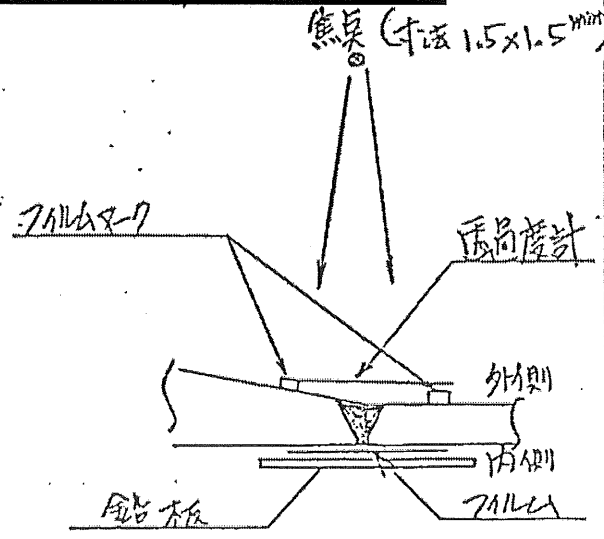 焦点 (寸法 1.5×1.5mm)
フィルムマーク
透過度計
外側
内側
鉛板
フィルム